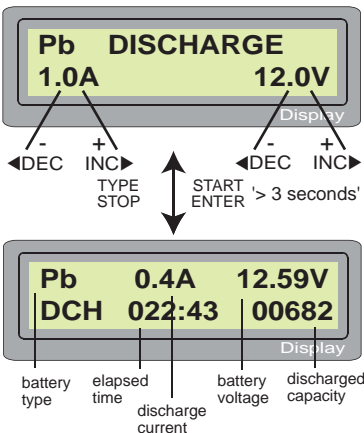 Pb DISCHARGE
1.0A 12.0V
Display
- + - +
◀DEC INC▶ ◀DEC INC▶
TYPE START '> 3 seconds'
STOP ENTER
Pb 0.4A 12.59V
DCH 022:43 00682
Display
battery type
elapsed time
discharge current
battery voltage
discharged capacity